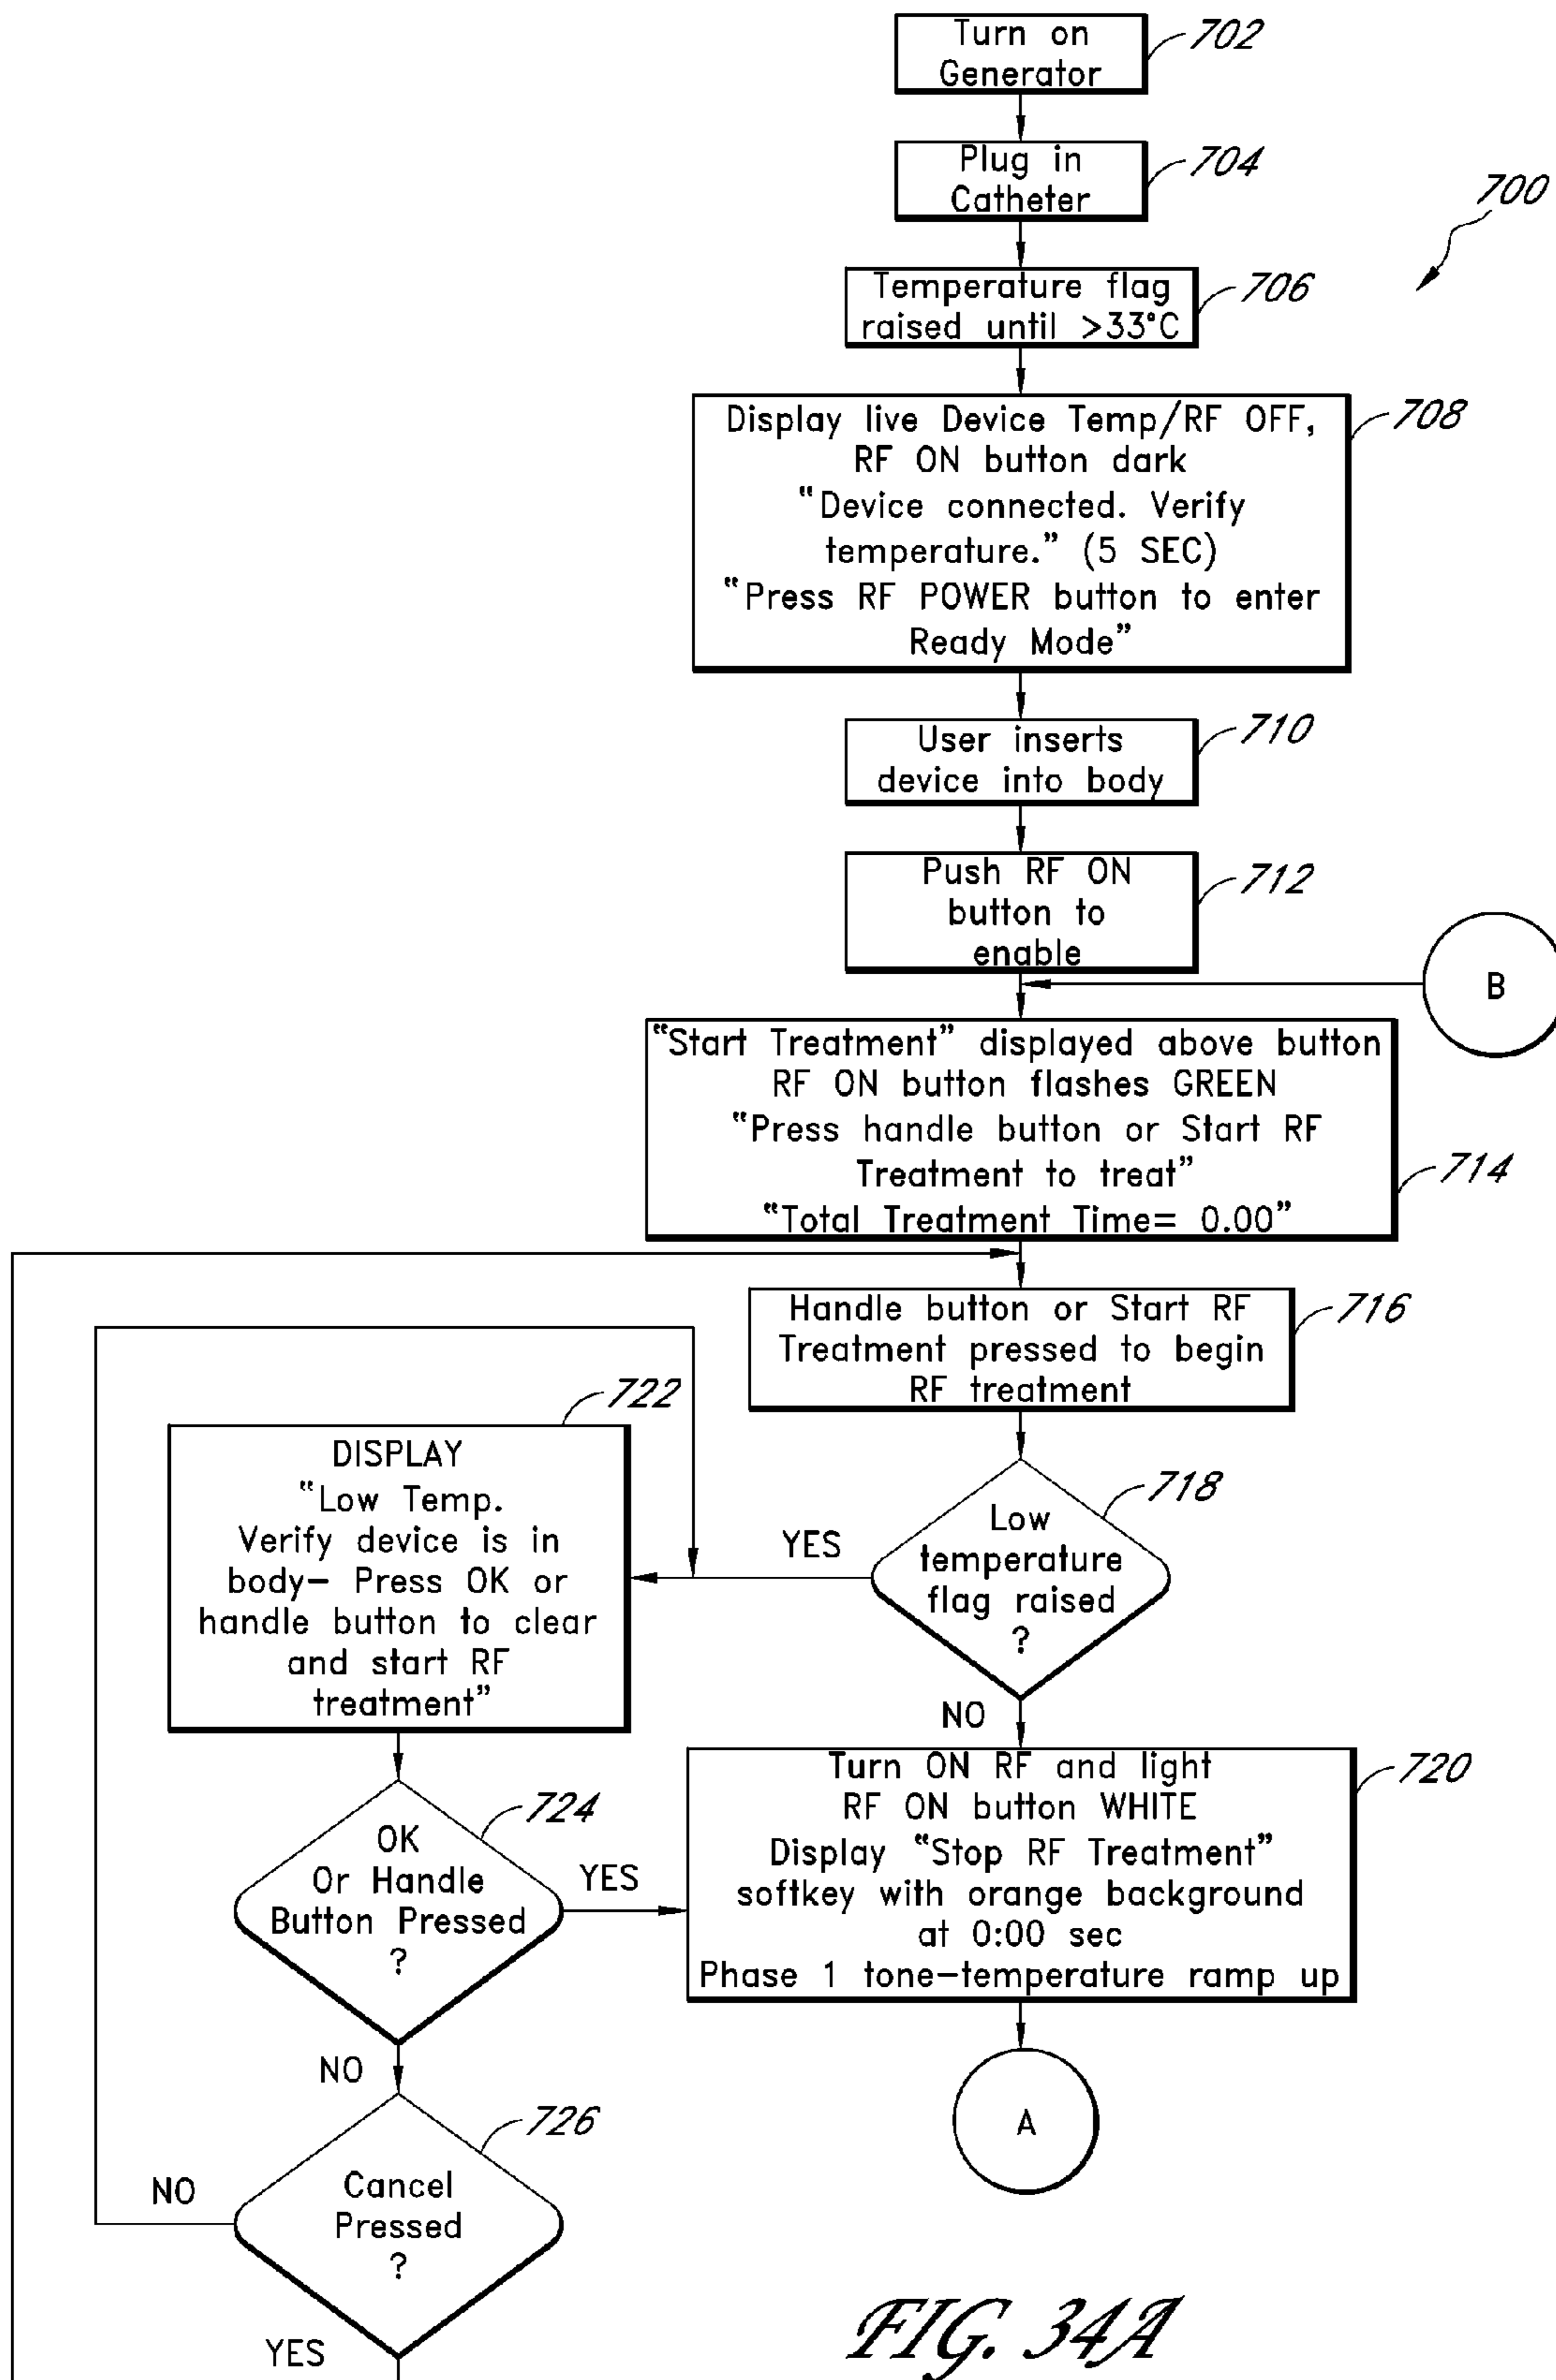 Turn on
Generator
702
Plug in
Catheter
704
700
Temperature flag
raised until >33°C
706
Display live Device Temp/RF OFF,
RF ON button dark
“Device connected. Verify
temperature.” (5 SEC)
“Press RF POWER button to enter
Ready Mode”
708
User inserts
device into body
710
Push RF ON
button to
enable
712
B
“Start Treatment” displayed above button
RF ON button flashes GREEN
“Press handle button or Start RF
Treatment to treat”
“Total Treatment Time= 0.00”
714
Handle button or Start RF
Treatment pressed to begin
RF treatment
716
722
DISPLAY
“Low Temp.
Verify device is in
body– Press OK or
handle button to clear
and start RF
treatment”
YES
Low
temperature
flag raised
?
718
NO
Turn ON RF and light
RF ON button WHITE
Display “Stop RF Treatment”
softkey with orange background
at 0:00 sec
Phase 1 tone–temperature ramp up
720
OK
Or Handle
Button Pressed
?
724
YES
NO
A
Cancel
Pressed
?
726
NO
YES
FIG. 34A